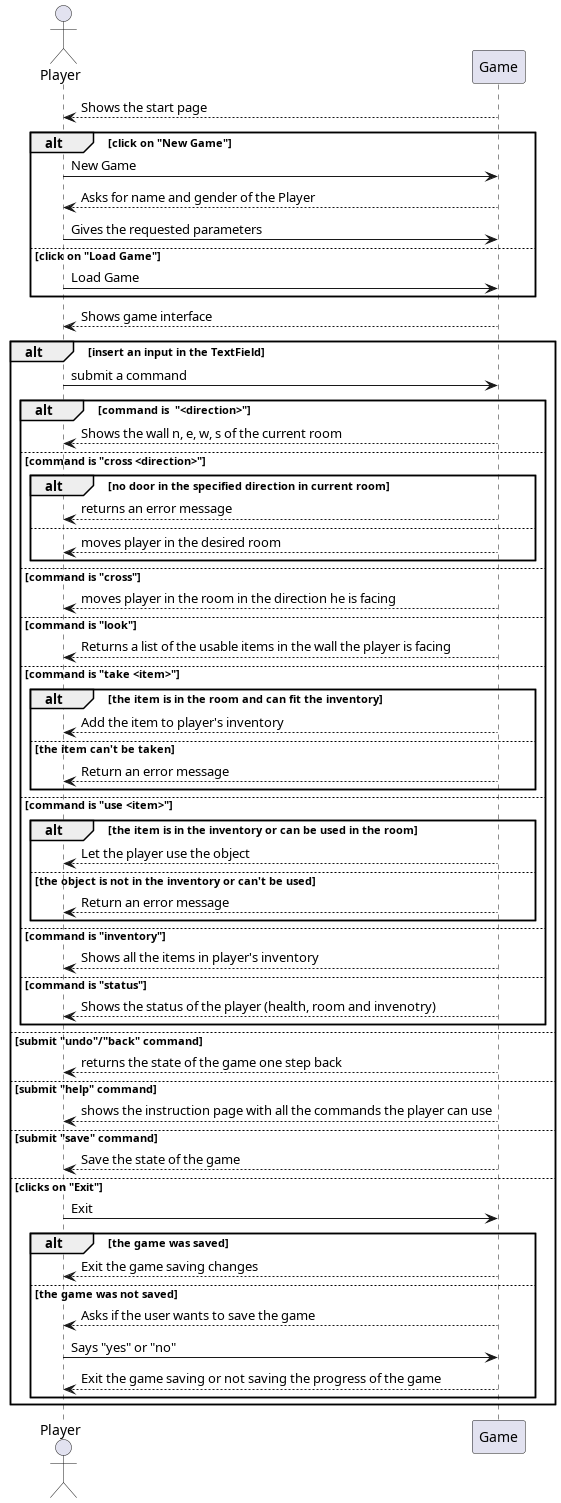 Player
Game
Shows the start page
alt [click on "New Game"]
New Game
Asks for name and gender of the Player
Gives the requested parameters
[click on "Load Game"]
Load Game
Shows game interface
alt [insert an input in the TextField]
submit a command
alt [command is "<direction>"]
Shows the wall n, e, w, s of the current room
[command is "cross <direction>"]
alt [no door in the specified direction in current room]
returns an error message
moves player in the desired room
[command is "cross"]
moves player in the room in the direction he is facing
[command is "look"]
Returns a list of the usable items in the wall the player is facing
[command is "take <item>"]
alt [the item is in the room and can fit the inventory]
Add the item to player's inventory
[the item can't be taken]
Return an error message
[command is "use <item>"]
alt [the item is in the inventory or can be used in the room]
Let the player use the object
[the object is not in the inventory or can't be used]
Return an error message
[command is "inventory"]
Shows all the items in player's inventory
[command is "status"]
Shows the status of the player (health, room and invenotry)
[submit "undo"/"back" command]
returns the state of the game one step back
[submit "help" command]
shows the instruction page with all the commands the player can use
[submit "save" command]
Save the state of the game
[clicks on "Exit"]
Exit
alt [the game was saved]
Exit the game saving changes
[the game was not saved]
Asks if the user wants to save the game
Says "yes" or "no"
Exit the game saving or not saving the progress of the game
Player
Game